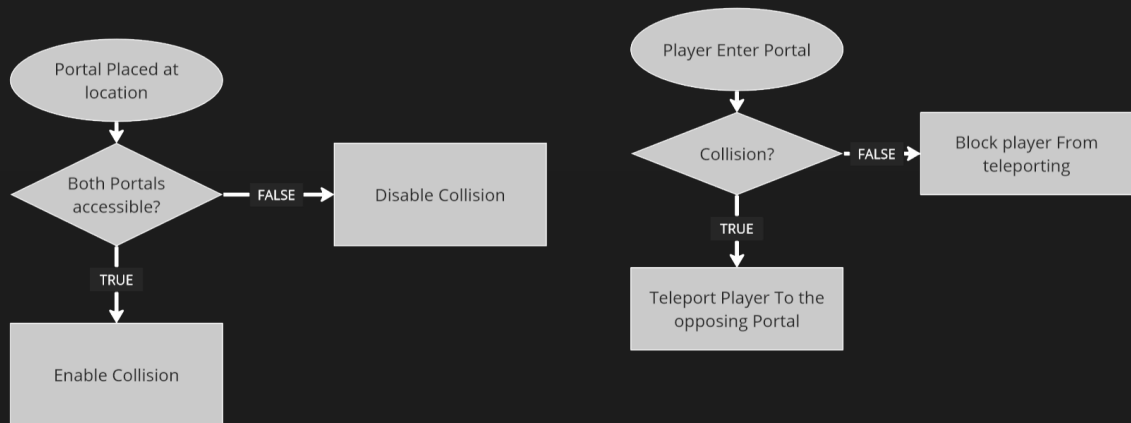 Portal Placed at
location
Both Portals
accessible?
FALSE
Disable Collision
TRUE
Enable Collision
Player Enter Portal
Collision?
FALSE
Block player From
teleporting
TRUE
Teleport Player To the
opposing Portal